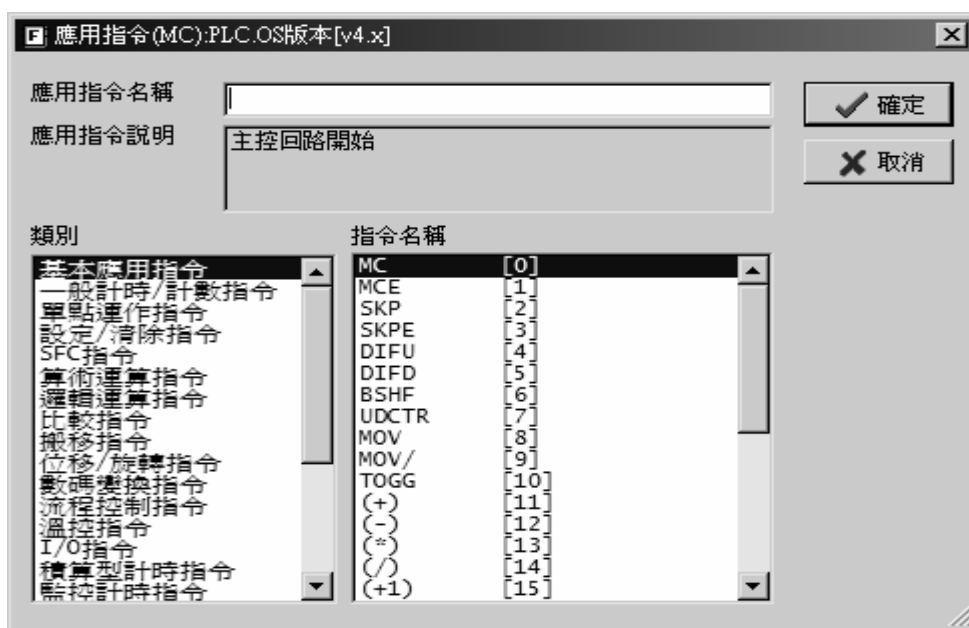 應用指令(MC):PLC.OS版本[v4.x]
應用指令名稱
確定
應用指令說明
主控回路開始
取消
類別
指令名稱
基本應用指令
一般計時/計數指令
單點運作指令
設定/清除指令
SFC指令
算術運算指令
邏輯運算指令
比較指令
搬移指令
位移/旋轉指令
數碼變換指令
流程控制指令
溫控指令
I/O指令
積算型計時指令
監控計時指令
MC [0]
MCE [1]
SKP [2]
SKPE [3]
DIFU [4]
DIFD [5]
BSHF [6]
UDCTR [7]
MOV [8]
MOV/ [9]
TOGG [10]
(+) [11]
(-) [12]
(*) [13]
(/) [14]
(+1) [15]